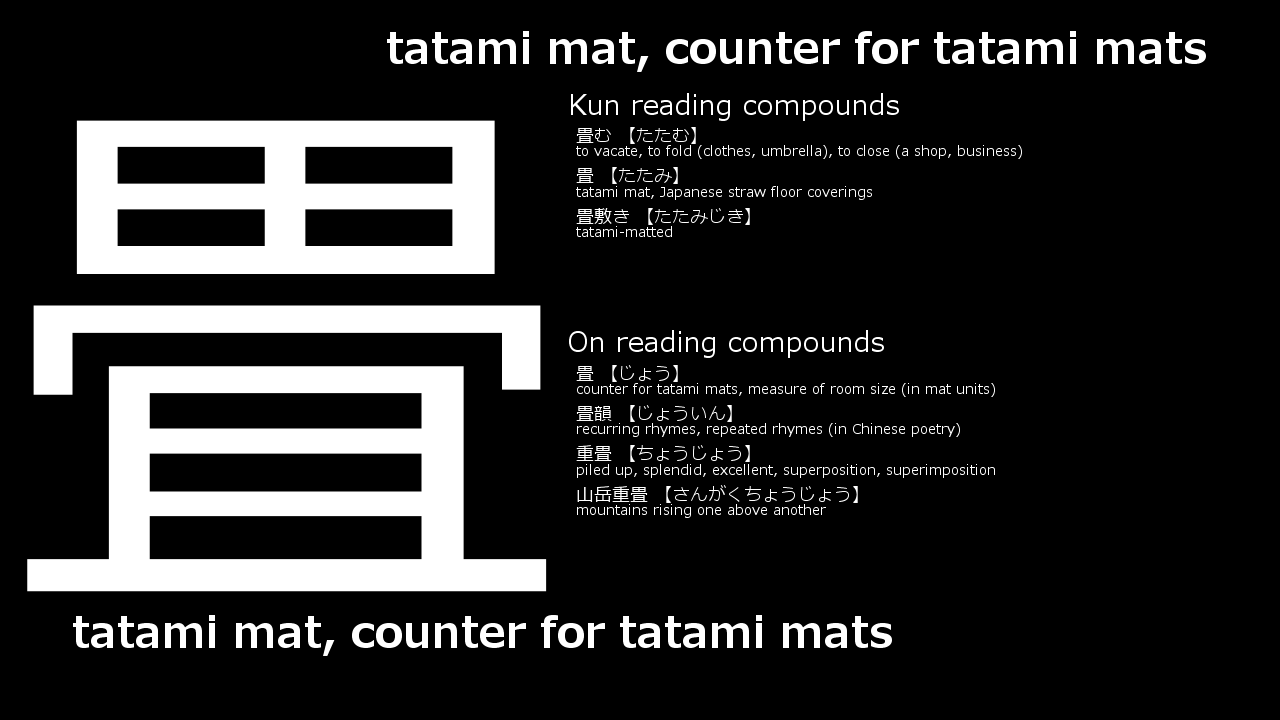 tatami mat, counter for tatami mats
畳
Kun reading compounds
畳む 【たたむ】
to vacate, to fold (clothes, umbrella), to close (a shop, business)
畳 【たたみ】
tatami mat, Japanese straw floor coverings
畳敷き 【たたみじき】
tatami-matted
On reading compounds
畳 【じょう】
counter for tatami mats, measure of room size (in mat units)
畳韻 【じょういん】
recurring rhymes, repeated rhymes (in Chinese poetry)
重畳 【ちょうじょう】
piled up, splendid, excellent, superposition, superimposition
山岳重畳 【さんがくちょうじょう】
mountains rising one above another
tatami mat, counter for tatami mats